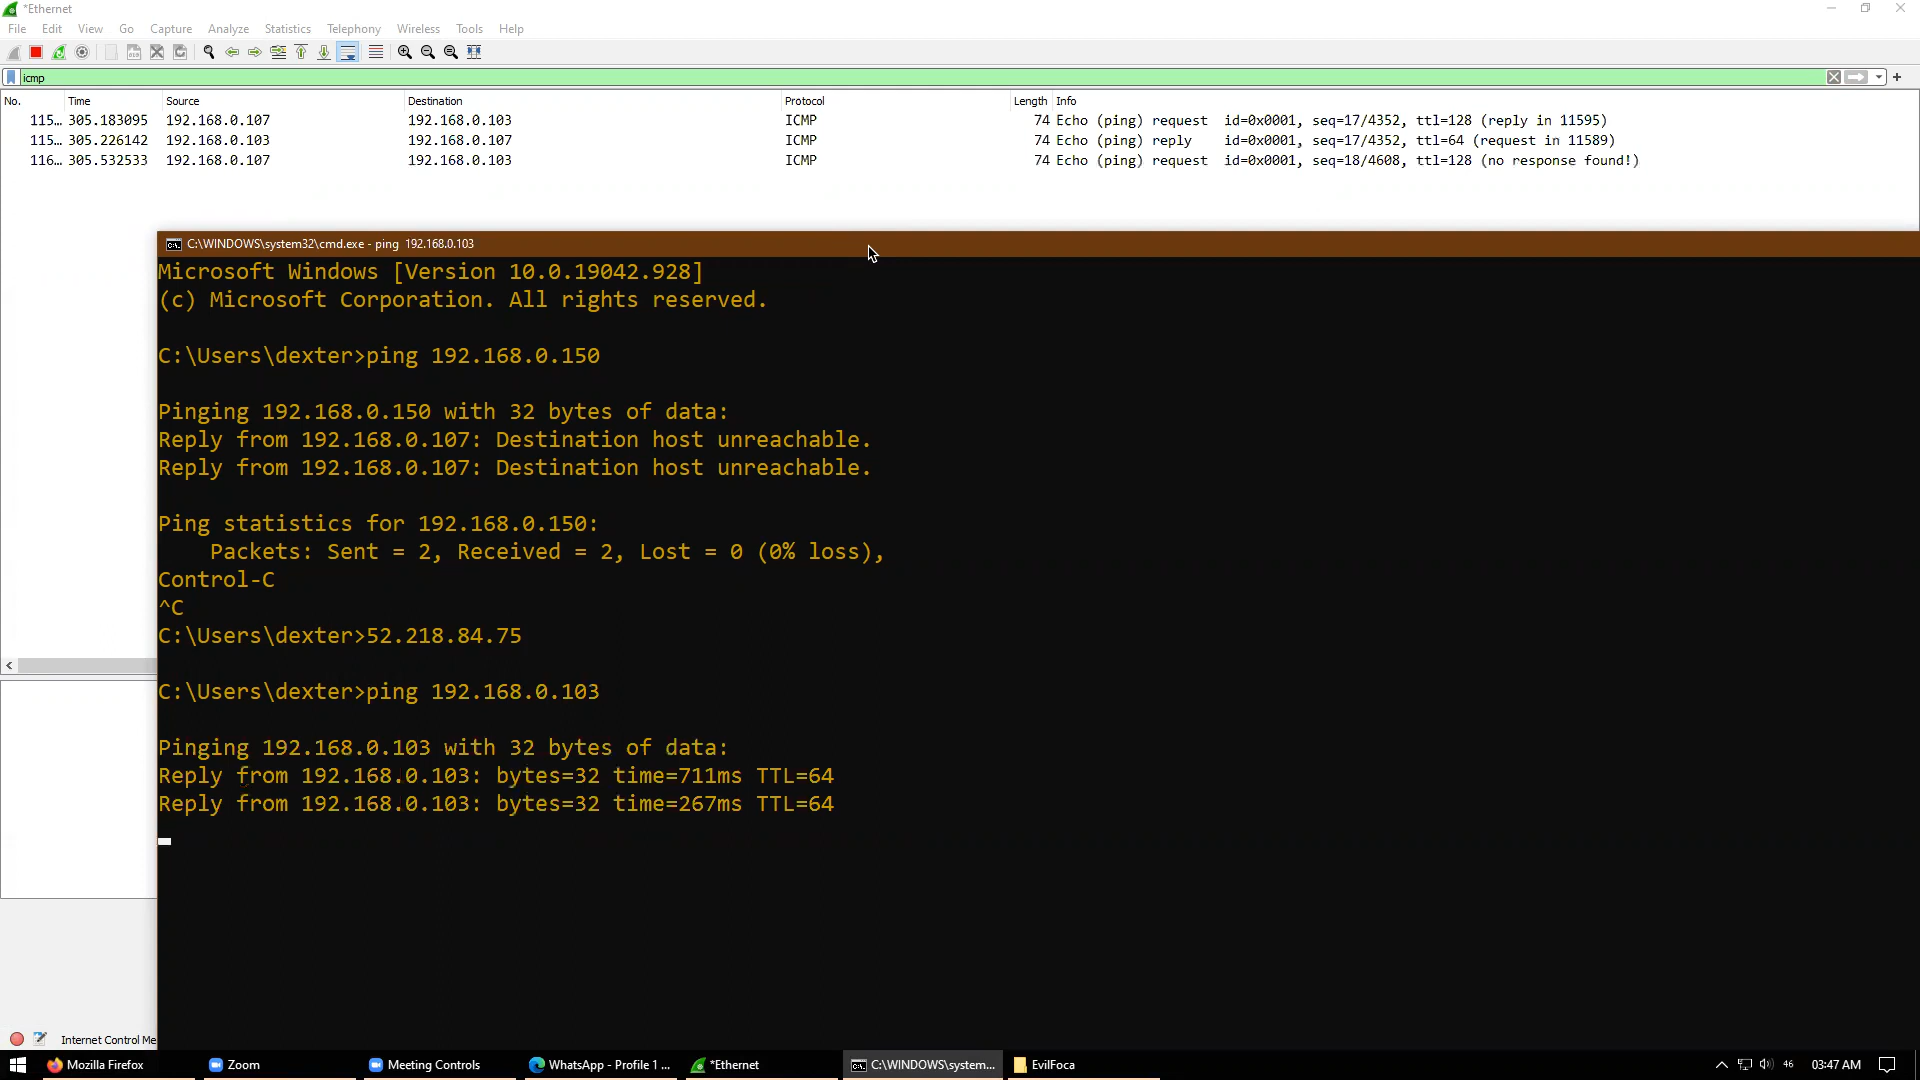 *Ethernet
File Edit View Go Capture Analyze Statistics Telephony Wireless Tools Help
icmp
No. Time Source Destination Protocol Length Info
115… 305.183095 192.168.0.107 192.168.0.103 ICMP 74 Echo (ping) request id=0x0001, seq=17/4352, ttl=128 (reply in 11595)
115… 305.226142 192.168.0.103 192.168.0.107 ICMP 74 Echo (ping) reply id=0x0001, seq=17/4352, ttl=64 (request in 11589)
116… 305.532533 192.168.0.107 192.168.0.103 ICMP 74 Echo (ping) request id=0x0001, seq=18/4608, ttl=128 (no response found!)
C:\WINDOWS\system32\cmd.exe - ping 192.168.0.103
Microsoft Windows [Version 10.0.19042.928]
(c) Microsoft Corporation. All rights reserved.
C:\Users\dexter>ping 192.168.0.150
Pinging 192.168.0.150 with 32 bytes of data:
Reply from 192.168.0.107: Destination host unreachable.
Reply from 192.168.0.107: Destination host unreachable.
Ping statistics for 192.168.0.150:
Packets: Sent = 2, Received = 2, Lost = 0 (0% loss),
Control-C
^C
C:\Users\dexter>52.218.84.75
C:\Users\dexter>ping 192.168.0.103
Pinging 192.168.0.103 with 32 bytes of data:
Reply from 192.168.0.103: bytes=32 time=711ms TTL=64
Reply from 192.168.0.103: bytes=32 time=267ms TTL=64
Internet Control Me
Mozilla Firefox Zoom Meeting Controls WhatsApp - Profile 1 ... *Ethernet C:\WINDOWS\system... EvilFoca 46 03:47 AM